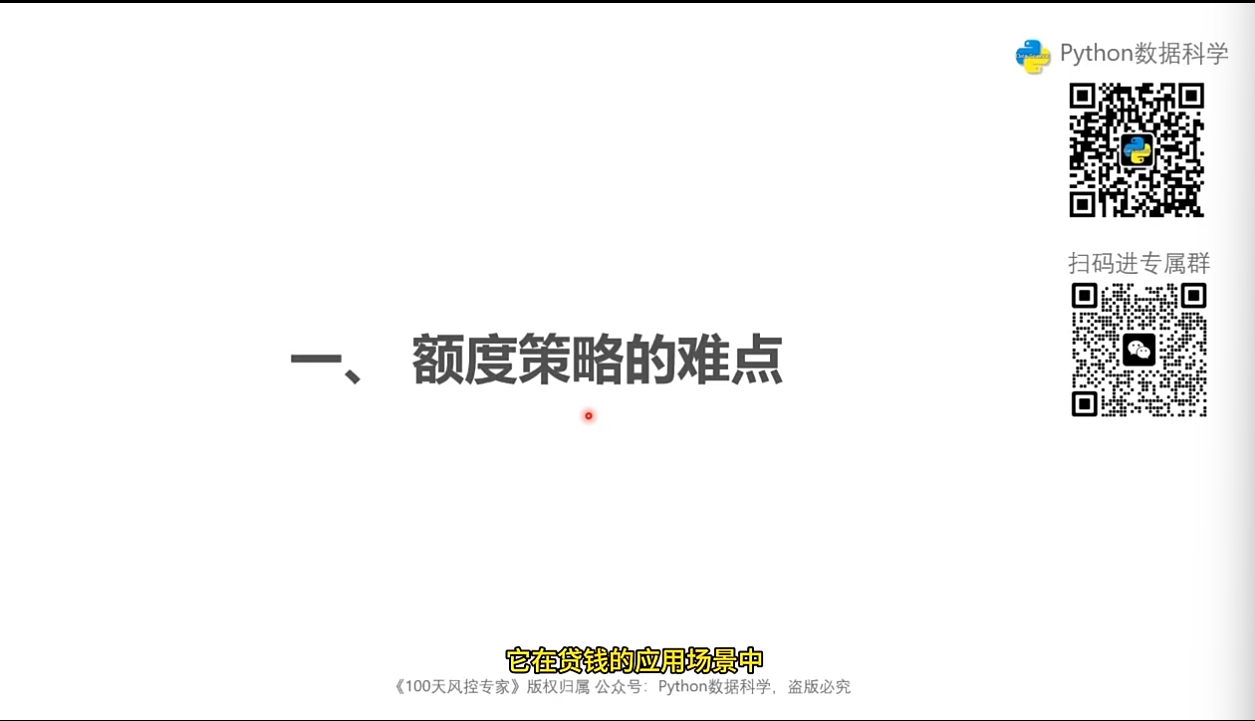 Python数据科学
扫码进专属群
一、 额度策略的难点
它在贷钱的应用场景中
《100天风控专家》版权归属 公众号：Python数据科学，盗版必究